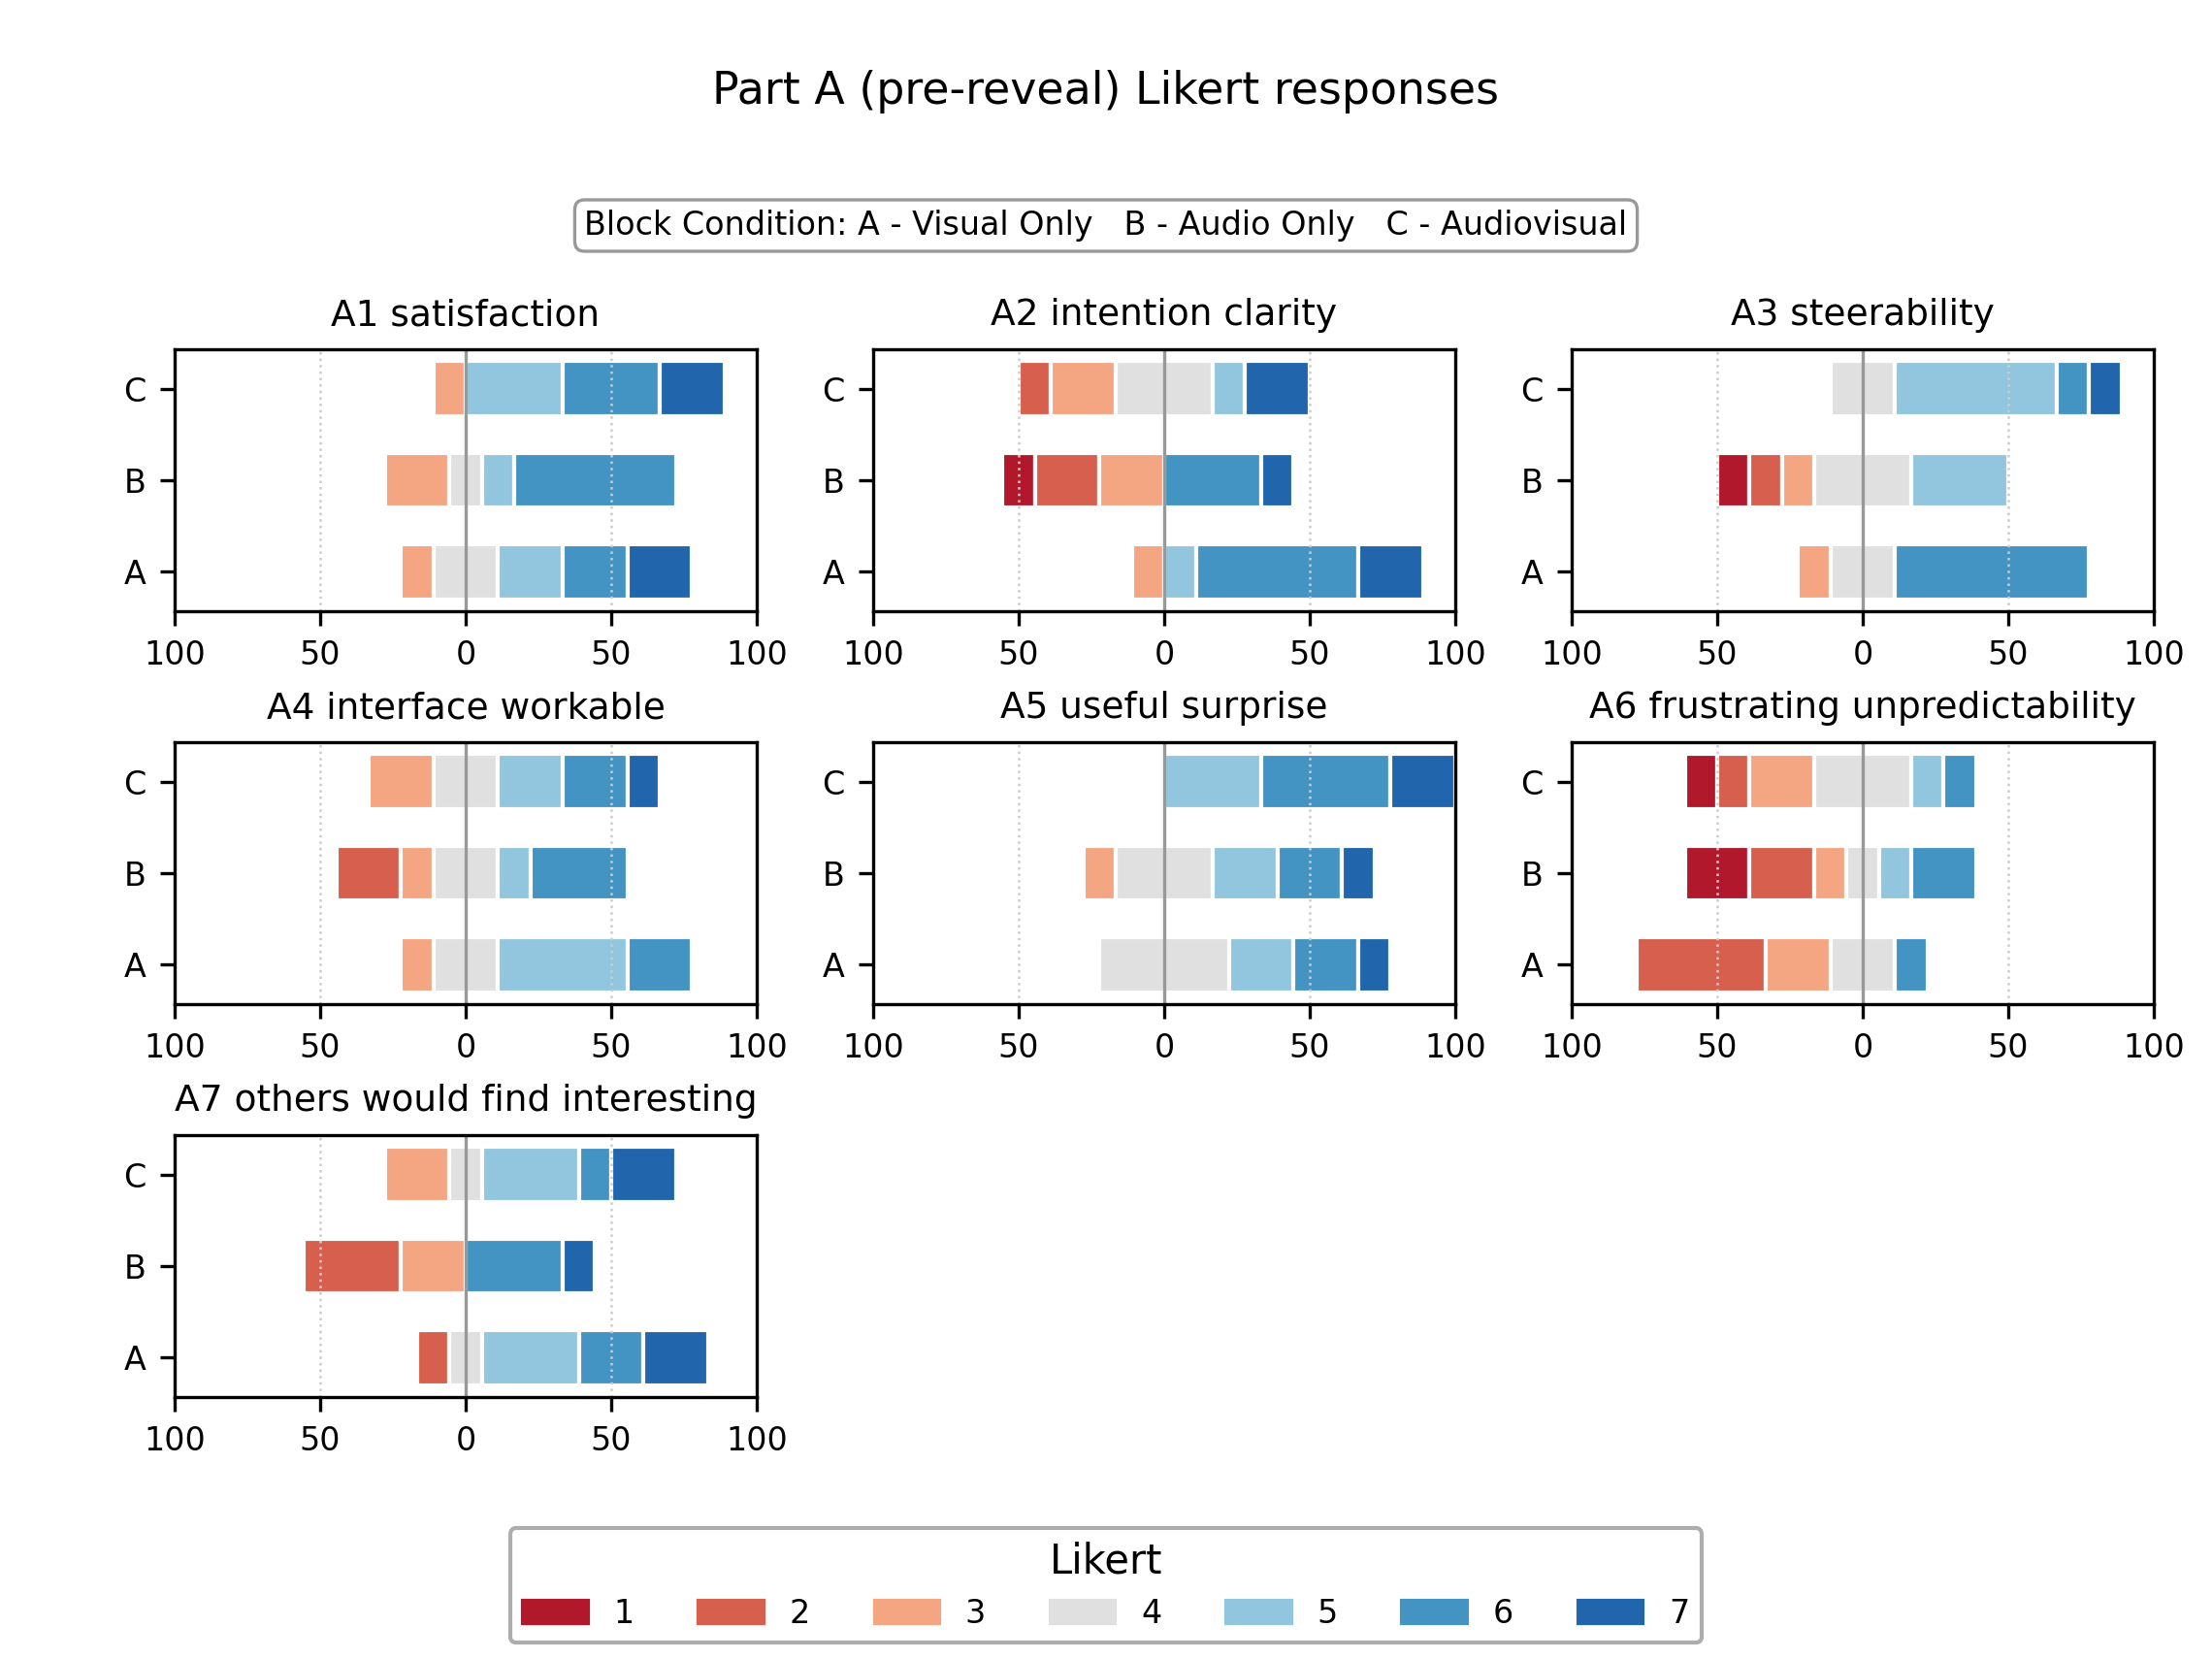 Part A (pre-reveal) Likert responses
Block Condition: A - Visual Only   B - Audio Only   C - Audiovisual
A1 satisfaction
C
B
A
100 50 0 50 100
A2 intention clarity
C
B
A
100 50 0 50 100
A3 steerability
C
B
A
100 50 0 50 100
A4 interface workable
C
B
A
100 50 0 50 100
A5 useful surprise
C
B
A
100 50 0 50 100
A6 frustrating unpredictability
C
B
A
100 50 0 50 100
A7 others would find interesting
C
B
A
100 50 0 50 100
Likert
1 2 3 4 5 6 7